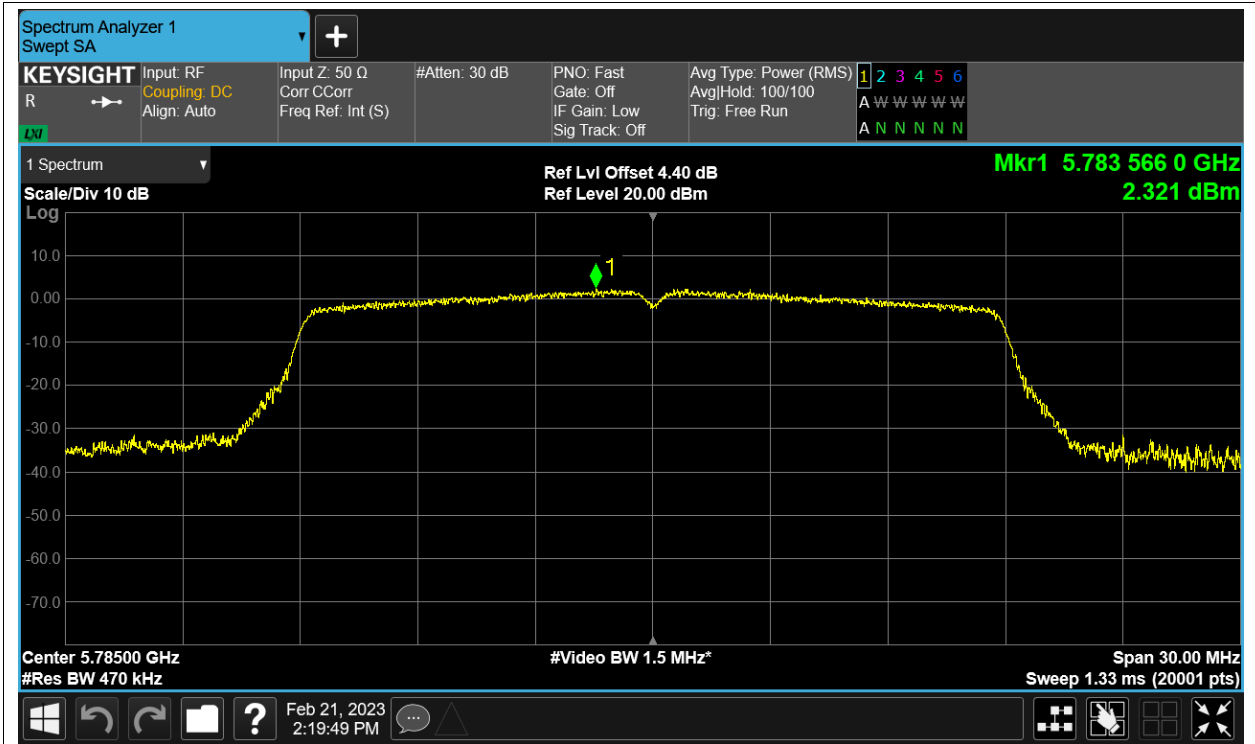 Spectrum Analyzer 1
Swept SA
+
KEYSIGHT
R
LXI
Input: RF
Coupling: DC
Align: Auto
Input Z: 50 Ω
Corr CCorr
Freq Ref: Int (S)
#Atten: 30 dB
PNO: Fast
Gate: Off
IF Gain: Low
Sig Track: Off
Avg Type: Power (RMS)
Avg|Hold: 100/100
Trig: Free Run
1 2 3 4 5 6
A W W W W W
A N N N N N
1 Spectrum
Scale/Div 10 dB
Log
Ref Lvl Offset 4.40 dB
Ref Level 20.00 dBm
Mkr1 5.783 566 0 GHz
2.321 dBm
1
10.0
0.00
-10.0
-20.0
-30.0
-40.0
-50.0
-60.0
-70.0
Center 5.78500 GHz
#Res BW 470 kHz
#Video BW 1.5 MHz*
Span 30.00 MHz
Sweep 1.33 ms (20001 pts)
?
Feb 21, 2023
2:19:49 PM